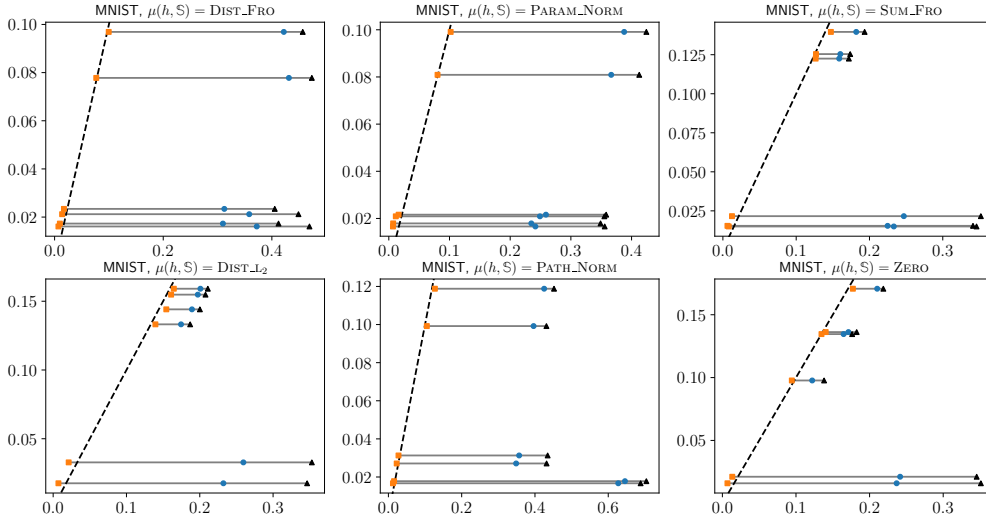 MNIST, μ(h, 𝕊) = DIST_FRO
0.10
0.08
0.06
0.04
0.02
0.0 0.2 0.4
MNIST, μ(h, 𝕊) = PARAM_NORM
0.10
0.08
0.06
0.04
0.02
0.0 0.1 0.2 0.3 0.4
MNIST, μ(h, 𝕊) = SUM_FRO
0.125
0.100
0.075
0.050
0.025
0.0 0.1 0.2 0.3
MNIST, μ(h, 𝕊) = DIST_L₂
0.15
0.10
0.05
0.0 0.1 0.2 0.3
MNIST, μ(h, 𝕊) = PATH_NORM
0.12
0.10
0.08
0.06
0.04
0.02
0.0 0.2 0.4 0.6
MNIST, μ(h, 𝕊) = ZERO
0.15
0.10
0.05
0.0 0.1 0.2 0.3